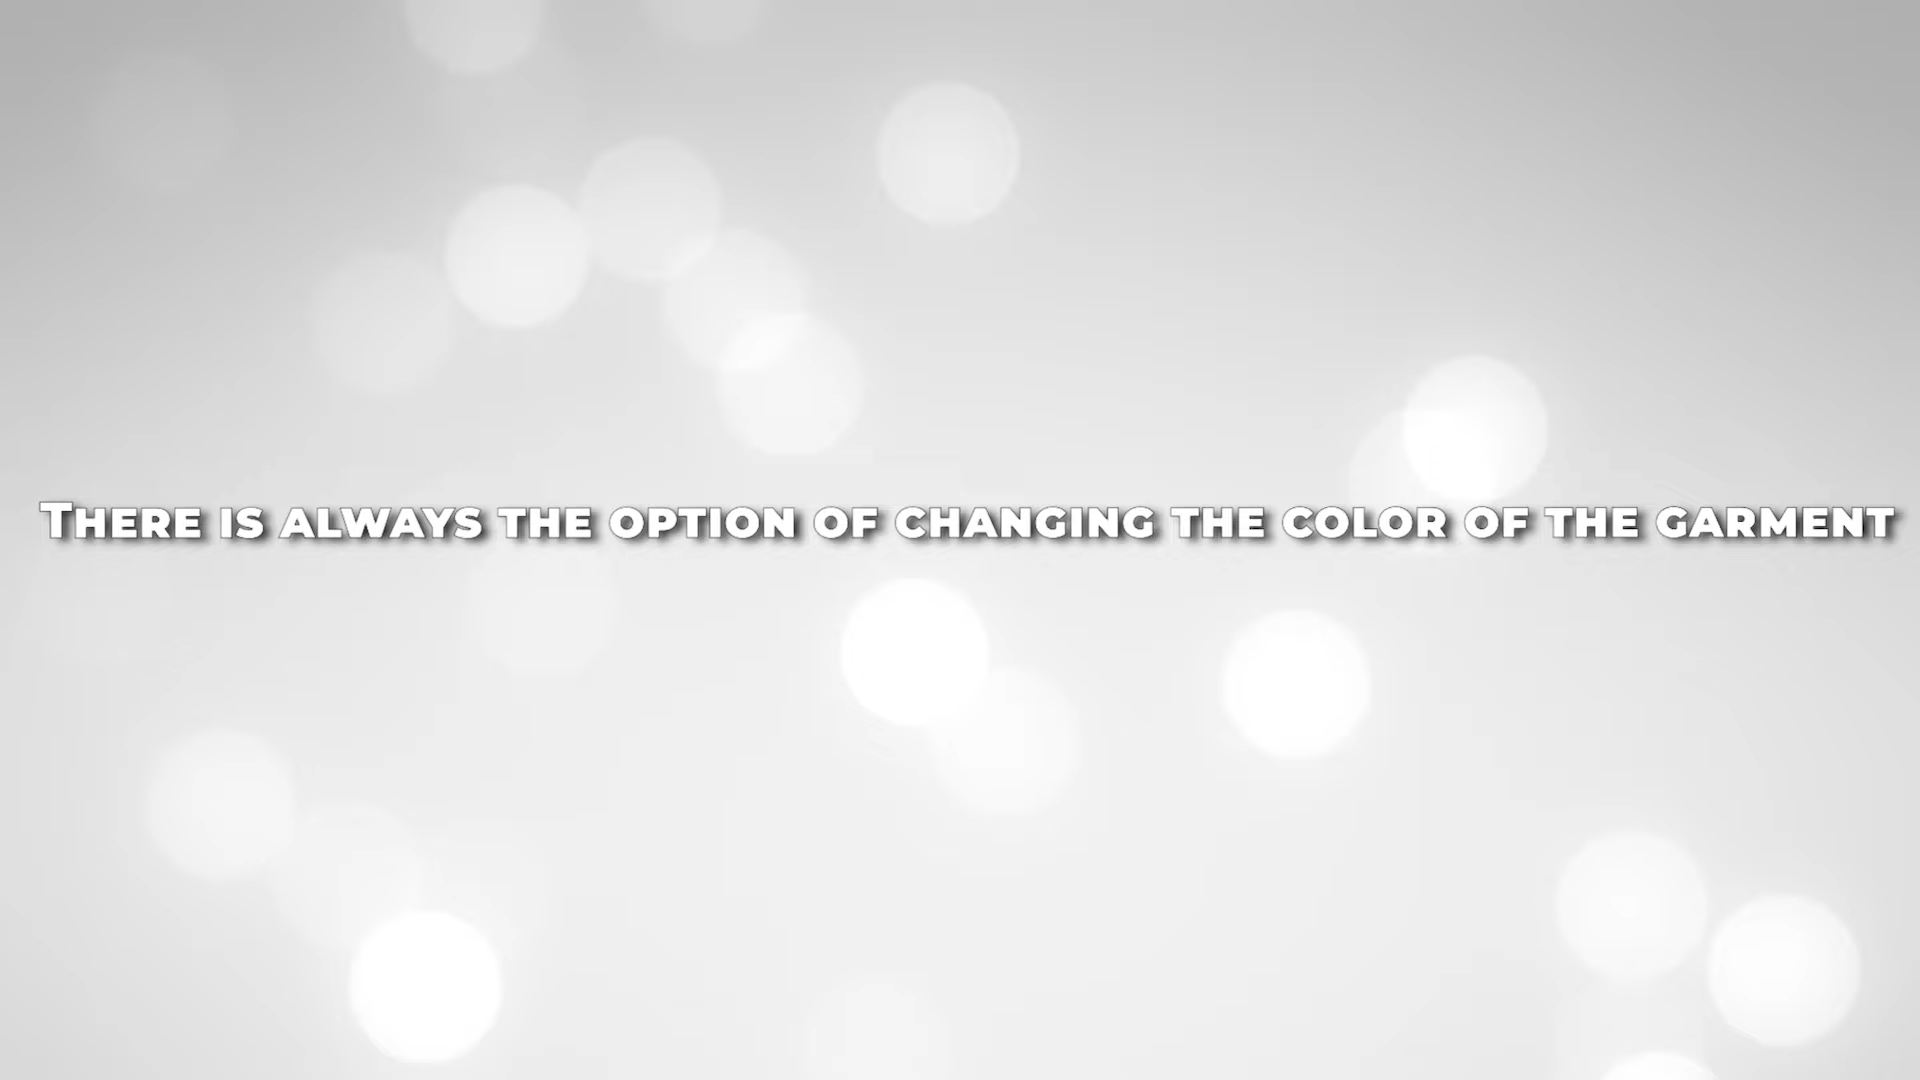 There is always the option of changing the color of the garment